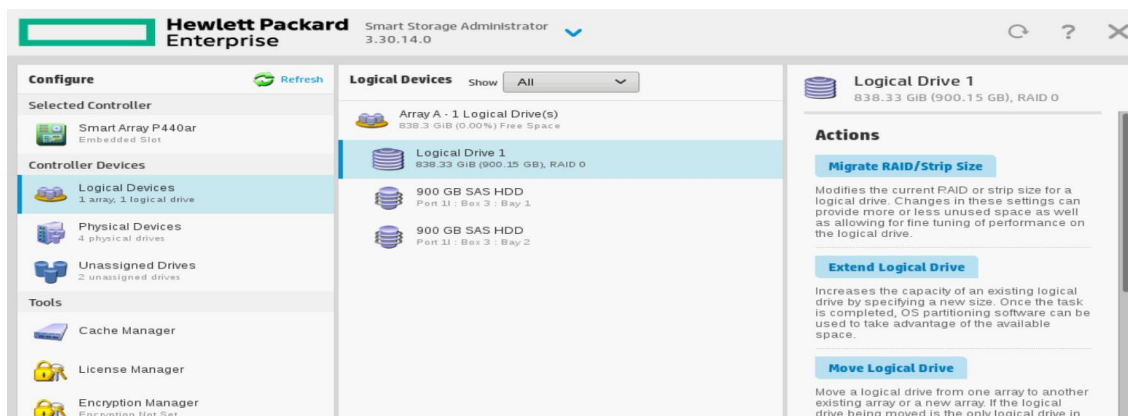 Hewlett Packard
Enterprise
Smart Storage Administrator
3.30.14.0
?
Configure
Refresh
Selected Controller
Smart Array P440ar
Embedded Slot
Controller Devices
Logical Devices
1 array, 1 logical drive
Physical Devices
4 physical drives
Unassigned Drives
2 unassigned drives
Tools
Cache Manager
License Manager
Encryption Manager
Encryption Not Set
Logical Devices Show All
Array A - 1 Logical Drive(s)
838.3 GiB (0.00%) Free Space
Logical Drive 1
838.33 GiB (900.15 GB), RAID 0
900 GB SAS HDD
Port 1I : Box 3 : Bay 1
900 GB SAS HDD
Port 1I : Box 3 : Bay 2
Logical Drive 1
838.33 GiB (900.15 GB), RAID 0
Actions
Migrate RAID/Strip Size
Modifies the current RAID or strip size for a
logical drive. Changes in these settings can
provide more or less unused space as well
as allowing for fine tuning of performance on
the logical drive.
Extend Logical Drive
Increases the capacity of an existing logical
drive by specifying a new size. Once the task
is completed, OS partitioning software can be
used to take advantage of the available
space.
Move Logical Drive
Move a logical drive from one array to another
existing array or a new array. If the logical
drive being moved is the only logical drive in